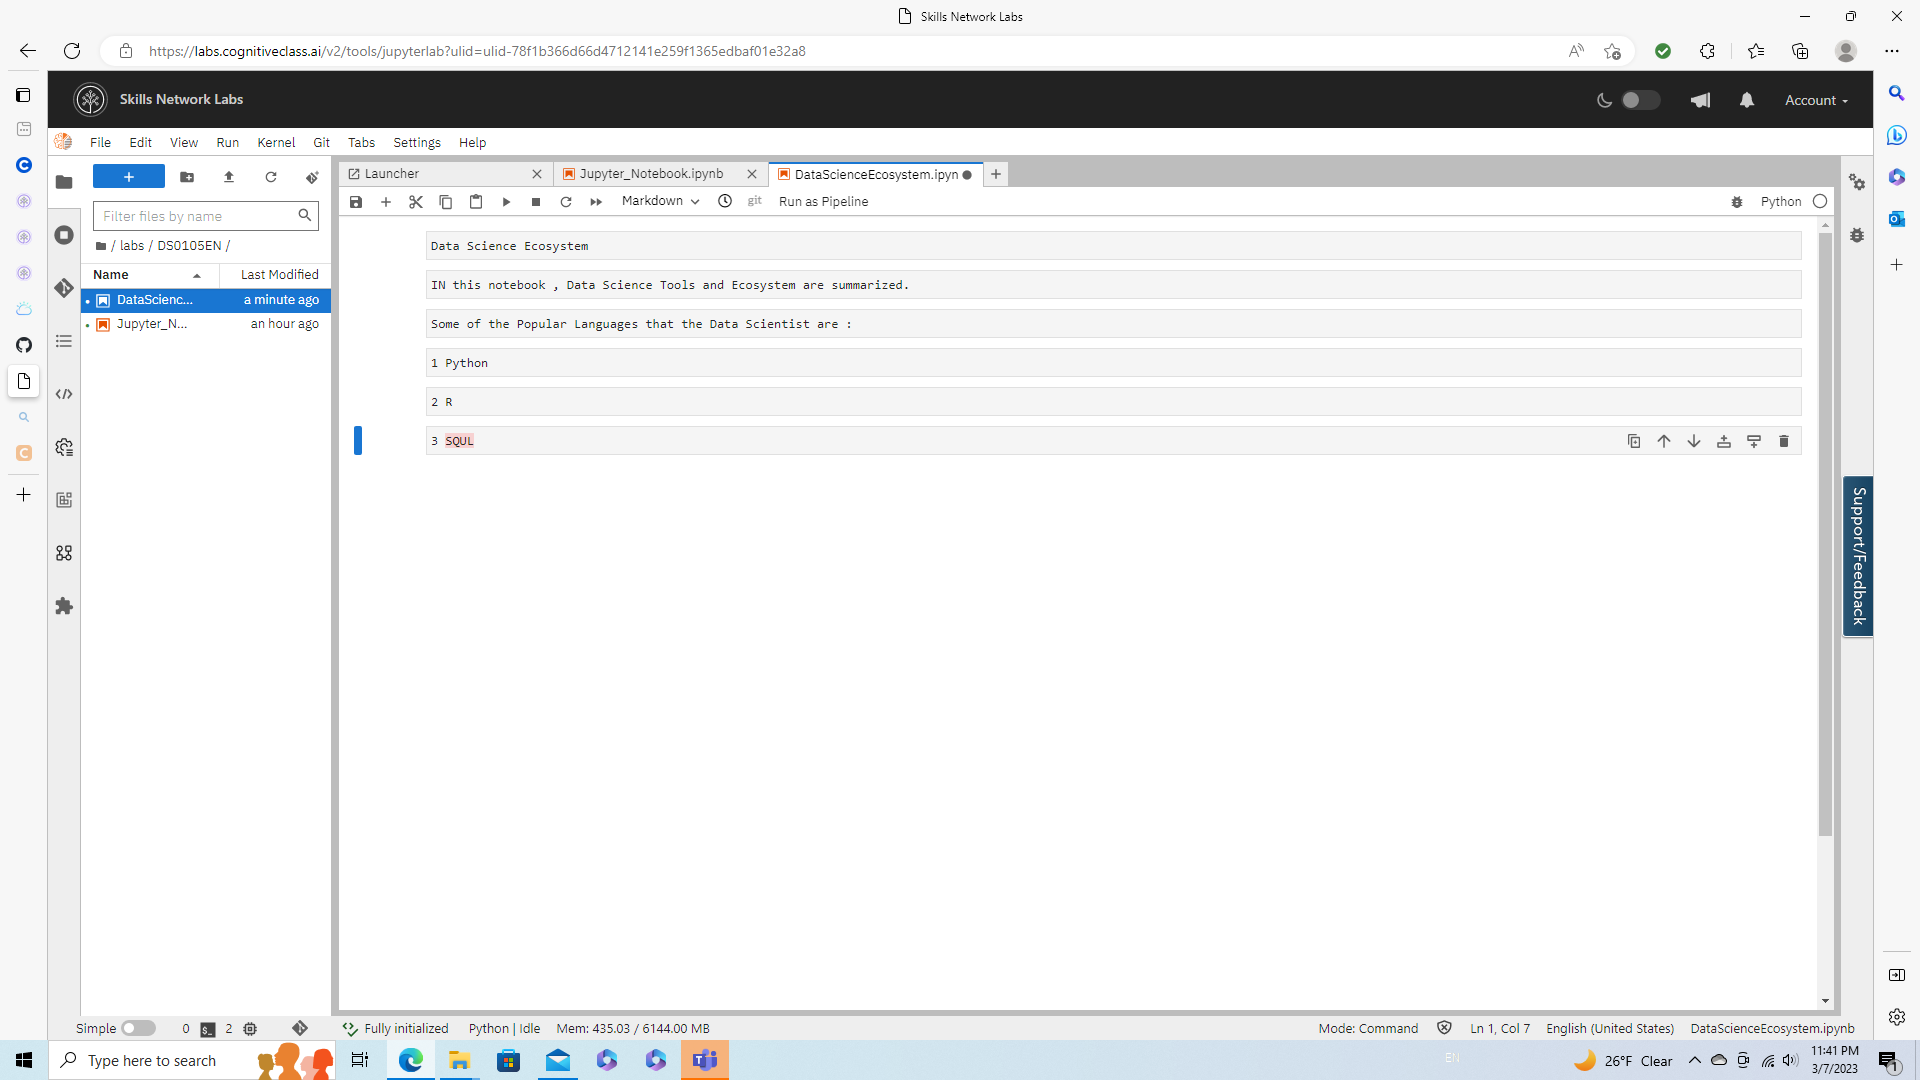 Skills Network Labs
https://labs.cognitiveclass.ai/v2/tools/jupyterlab?ulid=ulid-78f1b366d66d4712141e259f1365edbaf01e32a8
Skills Network Labs
Account
File Edit View Run Kernel Git Tabs Settings Help
Launcher
Jupyter_Notebook.ipynb
DataScienceEcosystem.ipyn
Filter files by name
Markdown
git
Run as Pipeline
Python
/ labs / DS0105EN /
Name
Last Modified
DataScienc... a minute ago
Jupyter_N... an hour ago
Data Science Ecosystem
IN this notebook , Data Science Tools and Ecosystem are summarized.
Some of the Popular Languages that the Data Scientist are :
1 Python
2 R
3 SQUL
Support/Feedback
Simple
0
2
Fully initialized
Python | Idle
Mem: 435.03 / 6144.00 MB
Mode: Command
Ln 1, Col 7
English (United States)
DataScienceEcosystem.ipynb
Type here to search
EN
26°F Clear
11:41 PM
3/7/2023
1